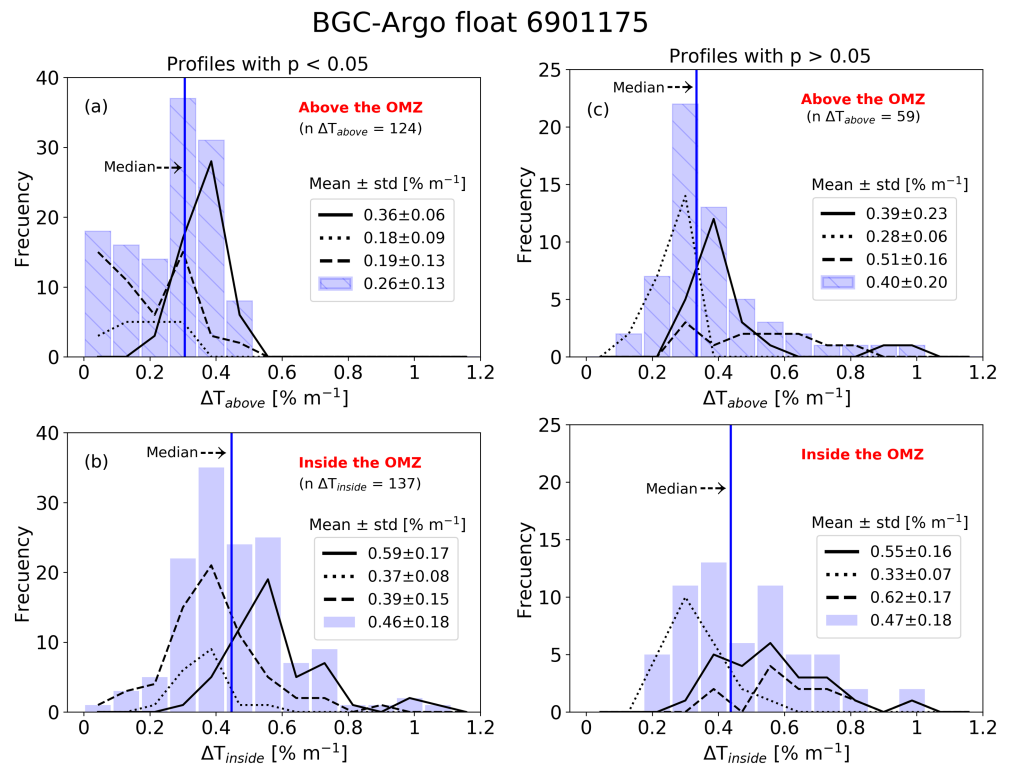 BGC-Argo float 6901175
Profiles with p < 0.05
40
30
20
10
0
Frecuency
(a)
Median
Above the OMZ
(n ΔT_above = 124)
Mean ± std [% m⁻¹]
0.36±0.06
0.18±0.09
0.19±0.13
0.26±0.13
0 0.2 0.4 0.6 0.8 1 1.2
ΔT_above [% m⁻¹]
Profiles with p > 0.05
25
20
15
10
5
0
Frecuency
(c)
Median
Above the OMZ
(n ΔT_above = 59)
Mean ± std [% m⁻¹]
0.39±0.23
0.28±0.06
0.51±0.16
0.40±0.20
0 0.2 0.4 0.6 0.8 1 1.2
ΔT_above [% m⁻¹]
40
30
20
10
0
Frecuency
(b)
Median
Inside the OMZ
(n ΔT_inside = 137)
Mean ± std [% m⁻¹]
0.59±0.17
0.37±0.08
0.39±0.15
0.46±0.18
0 0.2 0.4 0.6 0.8 1 1.2
ΔT_inside [% m⁻¹]
25
20
15
10
5
0
Frecuency
Median
Inside the OMZ
Mean ± std [% m⁻¹]
0.55±0.16
0.33±0.07
0.62±0.17
0.47±0.18
0 0.2 0.4 0.6 0.8 1 1.2
ΔT_inside [% m⁻¹]